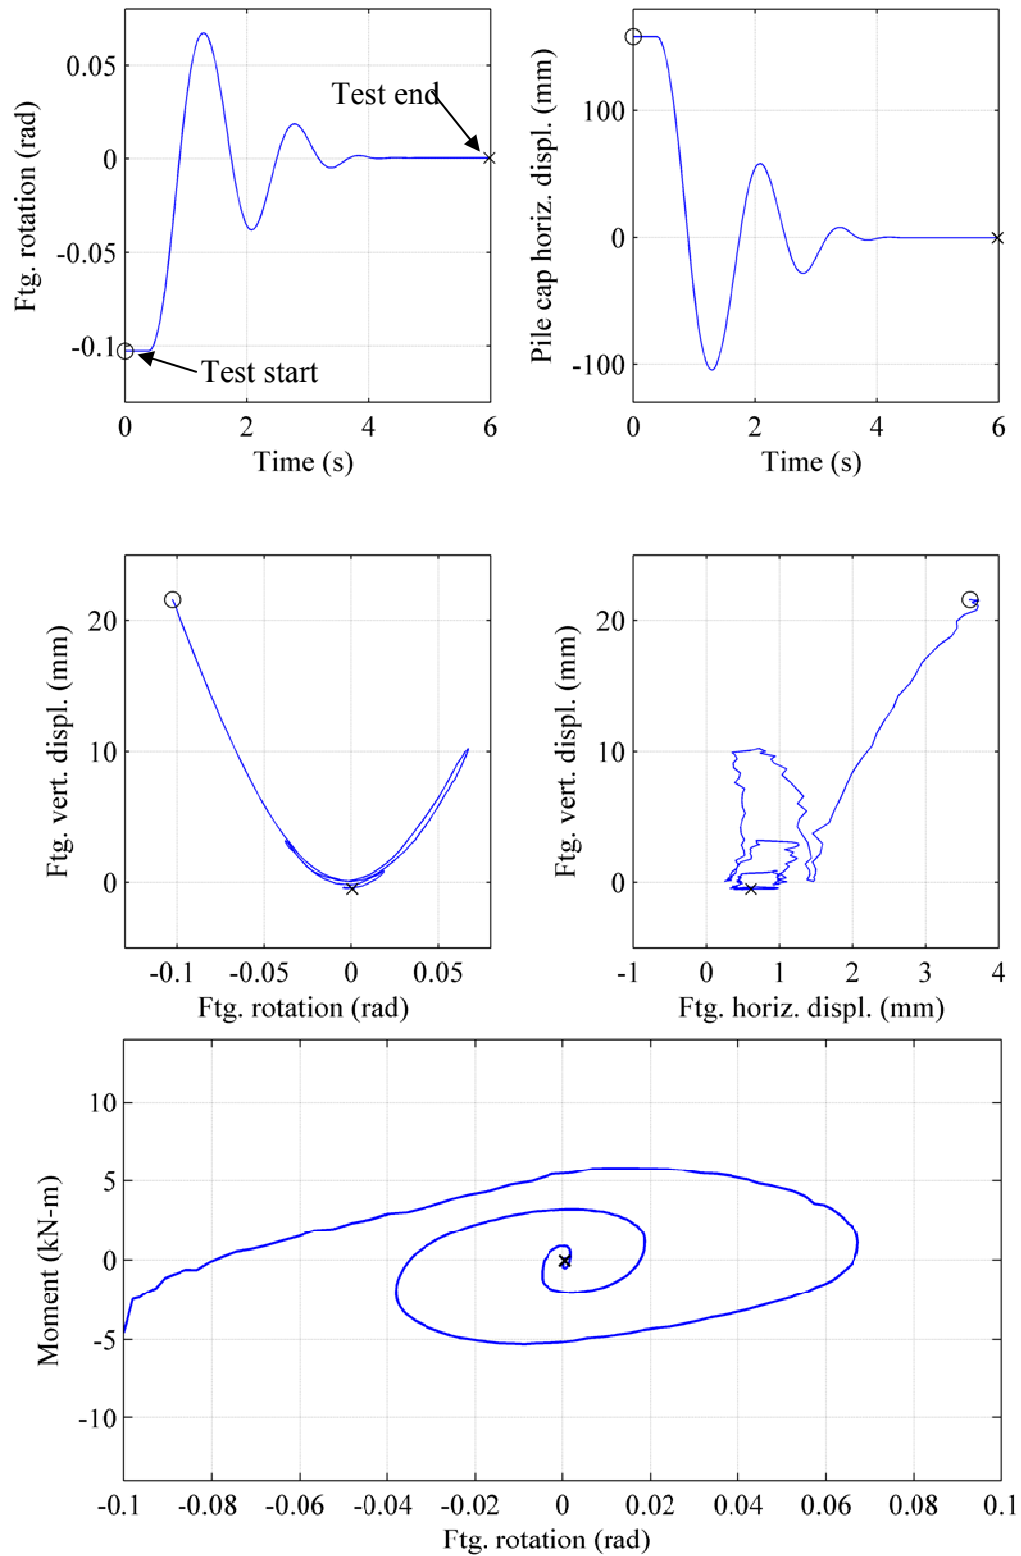 Ftg. rotation (rad)
0.05
0
-0.05
-0.1
Test end
Test start
0 2 4 6
Time (s)
Pile cap horiz. displ. (mm)
100
0
-100
0 2 4 6
Time (s)
Ftg. vert. displ. (mm)
20
10
0
-0.1 -0.05 0 0.05
Ftg. rotation (rad)
Ftg. vert. displ. (mm)
20
10
0
-1 0 1 2 3 4
Ftg. horiz. displ. (mm)
Moment (kN-m)
10
5
0
-5
-10
-0.1 -0.08 -0.06 -0.04 -0.02 0 0.02 0.04 0.06 0.08 0.1
Ftg. rotation (rad)